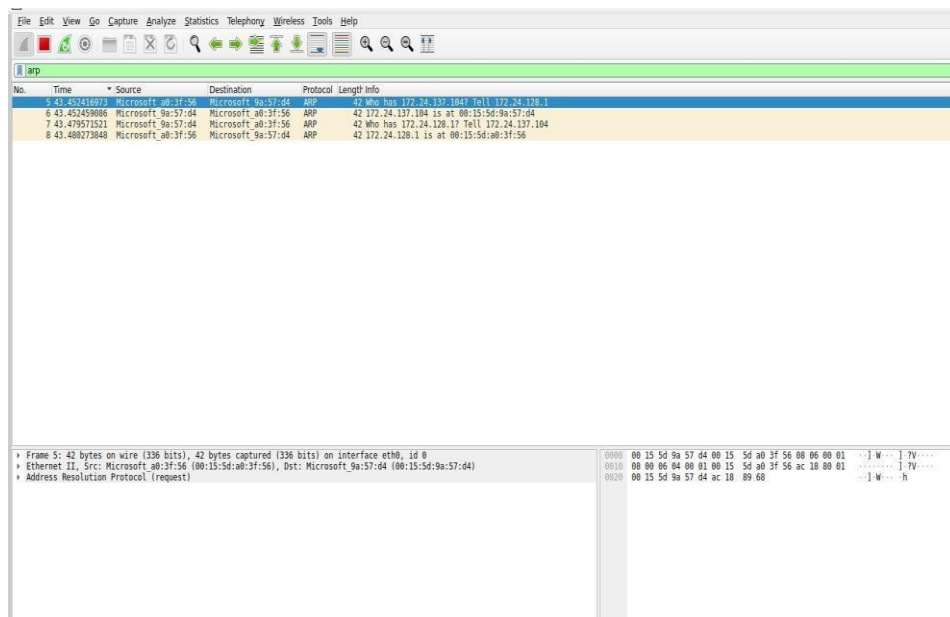 File Edit View Go Capture Analyze Statistics Telephony Wireless Tools Help
arp
No. Time Source Destination Protocol Length Info
5 43.452416973 Microsoft_a0:3f:56 Microsoft_9a:57:d4 ARP 42 Who has 172.24.137.104? Tell 172.24.128.1
6 43.452459086 Microsoft_9a:57:d4 Microsoft_a0:3f:56 ARP 42 172.24.137.104 is at 00:15:5d:9a:57:d4
7 43.479571521 Microsoft_9a:57:d4 Microsoft_a0:3f:56 ARP 42 Who has 172.24.128.1? Tell 172.24.137.104
8 43.480273848 Microsoft_a0:3f:56 Microsoft_9a:57:d4 ARP 42 172.24.128.1 is at 00:15:5d:a0:3f:56
Frame 5: 42 bytes on wire (336 bits), 42 bytes captured (336 bits) on interface eth0, id 0
Ethernet II, Src: Microsoft_a0:3f:56 (00:15:5d:a0:3f:56), Dst: Microsoft_9a:57:d4 (00:15:5d:9a:57:d4)
Address Resolution Protocol (request)
0000 00 15 5d 9a 57 d4 00 15 5d a0 3f 56 08 06 00 01 ··]·W··· ]·?V····
0010 08 00 06 04 00 01 00 15 5d a0 3f 56 ac 18 80 01 ········ ]·?V····
0020 00 15 5d 9a 57 d4 ac 18 89 68 ··]·W··· ·h